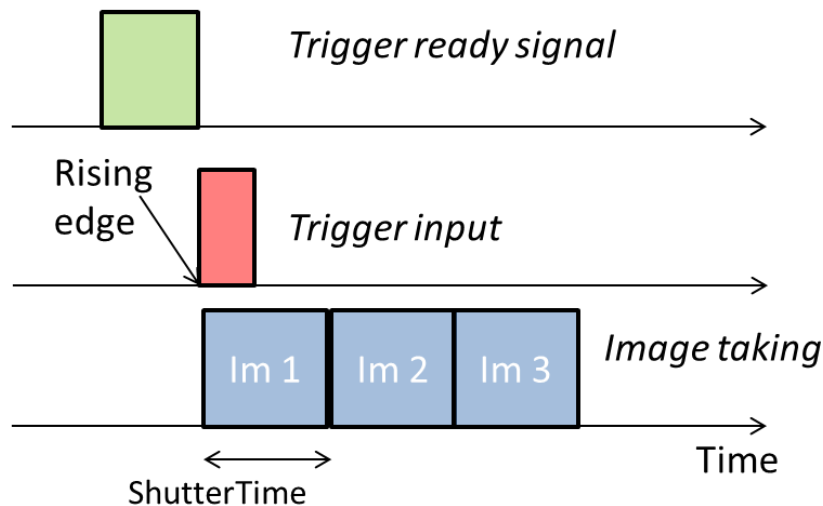 Trigger ready signal
Rising
edge
Trigger input
Im 1
Im 2
Im 3
Image taking
Time
ShutterTime